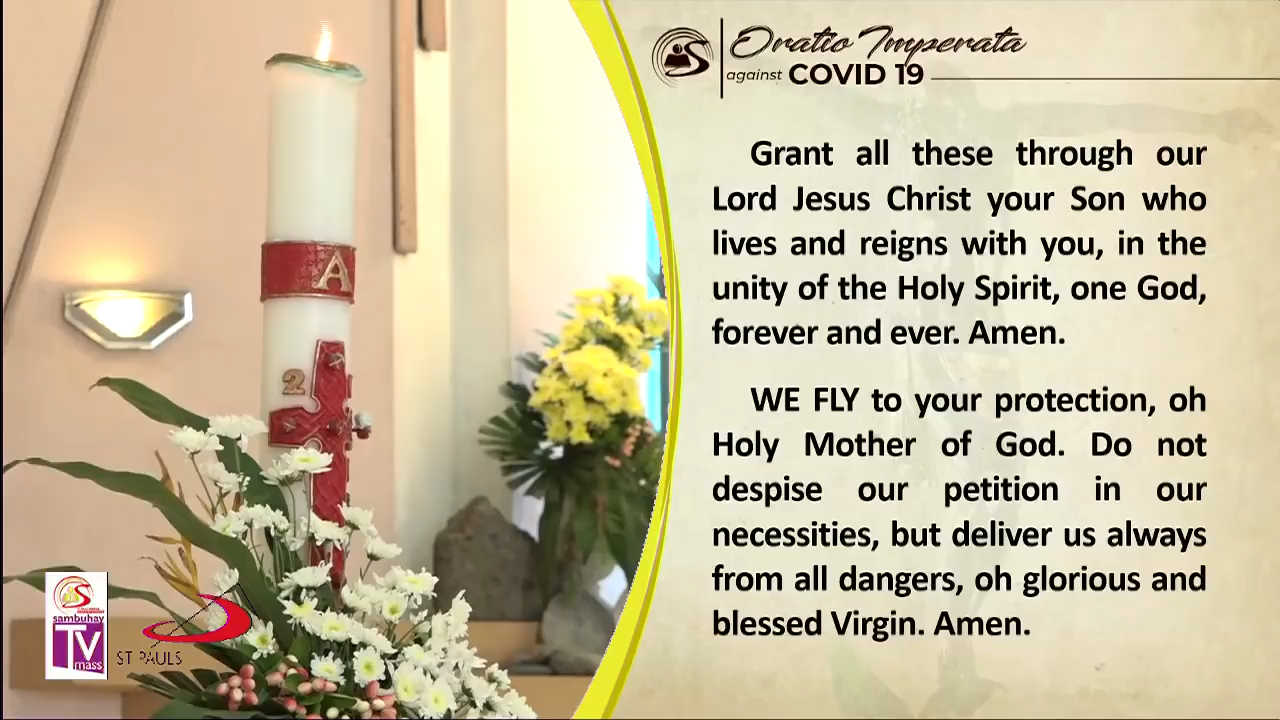 Oratio Imperata
against COVID 19
Grant all these through our
Lord Jesus Christ your Son who
lives and reigns with you, in the
unity of the Holy Spirit, one God,
forever and ever. Amen.
WE FLY to your protection, oh
Holy Mother of God. Do not
despise our petition in our
necessities, but deliver us always
from all dangers, oh glorious and
blessed Virgin. Amen.
A
2
sambuhay
TV
mass
ST PAULS